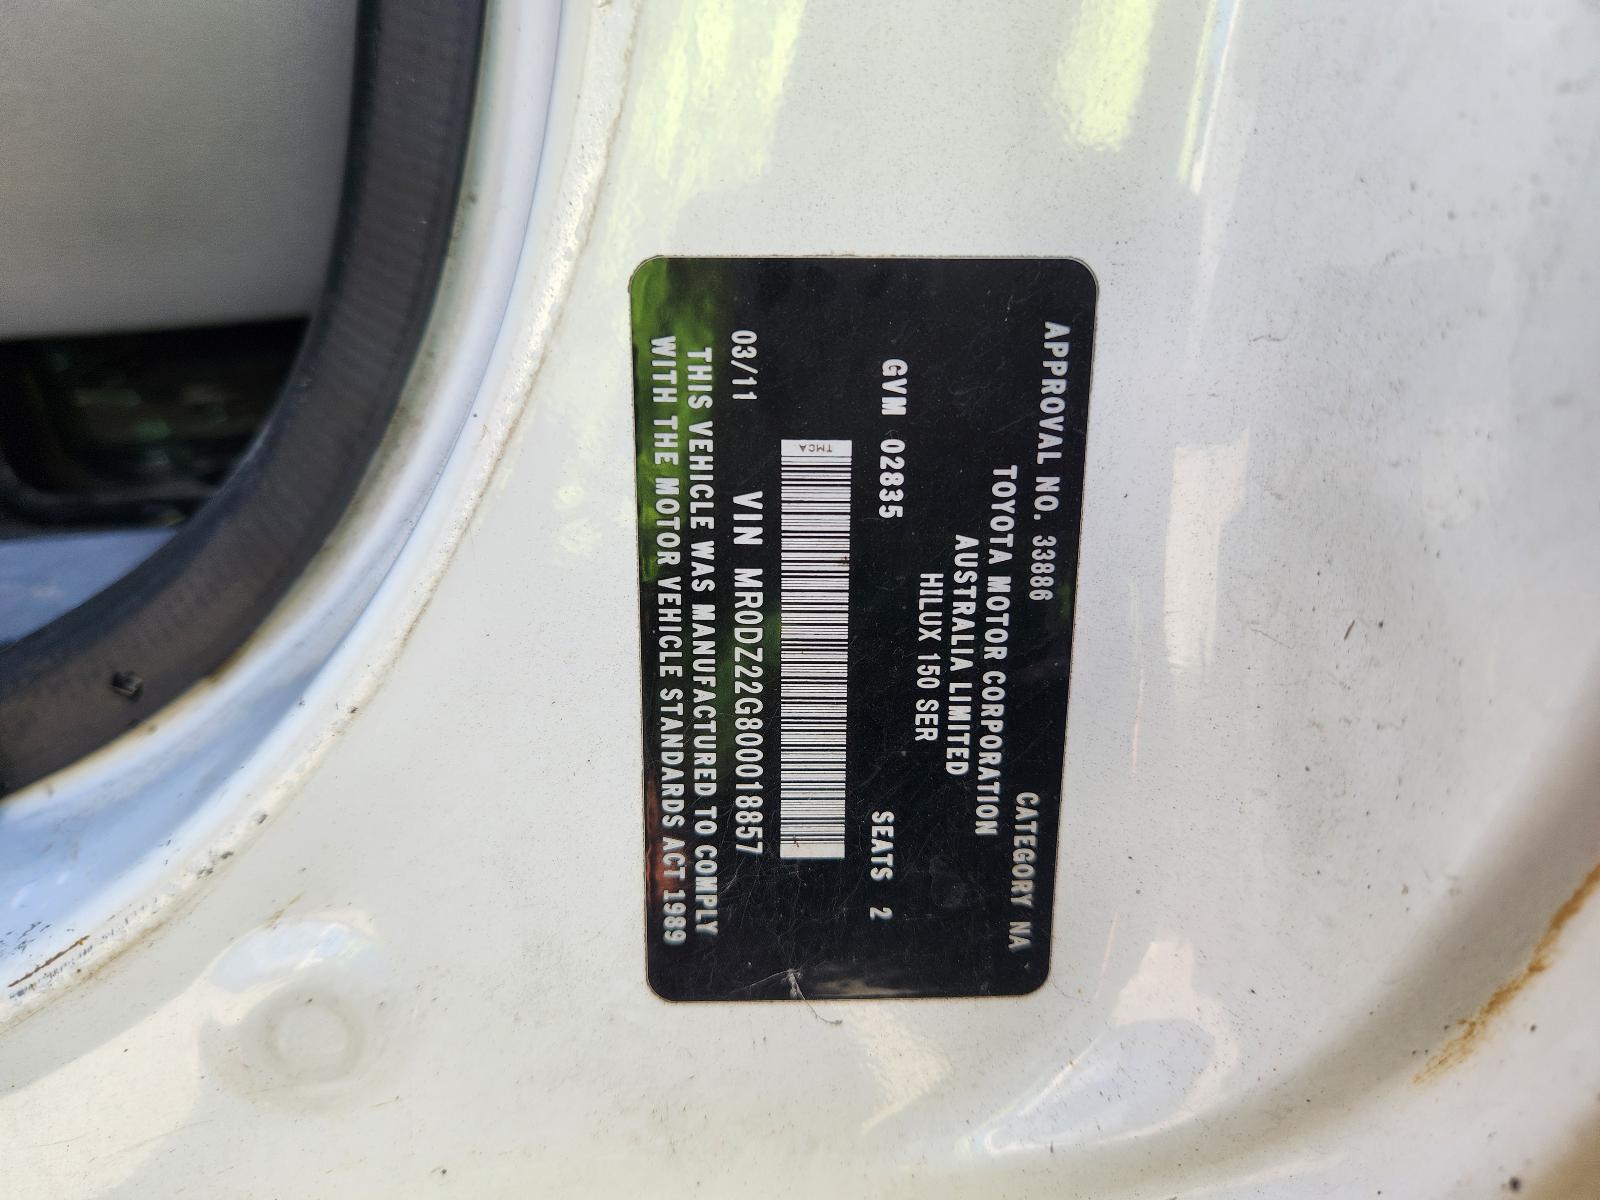 APPROVAL NO. 33886 CATEGORY NA
TOYOTA MOTOR CORPORATION
AUSTRALIA LIMITED
HILUX 150 SER
GVM 02835 SEATS 2
TMCA
03/11 VIN MR0DZ22G800018857
THIS VEHICLE WAS MANUFACTURED TO COMPLY
WITH THE MOTOR VEHICLE STANDARDS ACT 1989